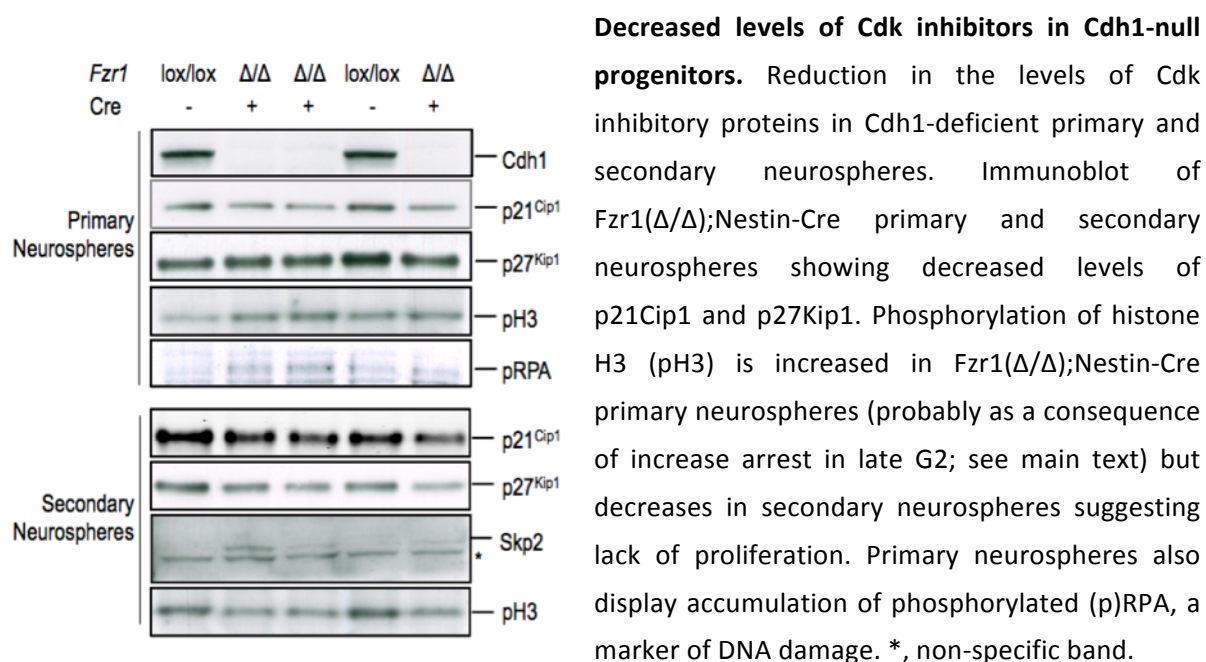 Fzr1 lox/lox Δ/Δ Δ/Δ lox/lox Δ/Δ
Cre - + + - +
Primary
Neurospheres
Cdh1
p21Cip1
p27Kip1
pH3
pRPA
Secondary
Neurospheres
p21Cip1
p27Kip1
Skp2
*
pH3
Decreased levels of Cdk inhibitors in Cdh1-null
progenitors. Reduction in the levels of Cdk
inhibitory proteins in Cdh1-deficient primary and
secondary neurospheres. Immunoblot of
Fzr1(Δ/Δ);Nestin-Cre primary and secondary
neurospheres showing decreased levels of
p21Cip1 and p27Kip1. Phosphorylation of histone
H3 (pH3) is increased in Fzr1(Δ/Δ);Nestin-Cre
primary neurospheres (probably as a consequence
of increase arrest in late G2; see main text) but
decreases in secondary neurospheres suggesting
lack of proliferation. Primary neurospheres also
display accumulation of phosphorylated (p)RPA, a
marker of DNA damage. *, non-specific band.